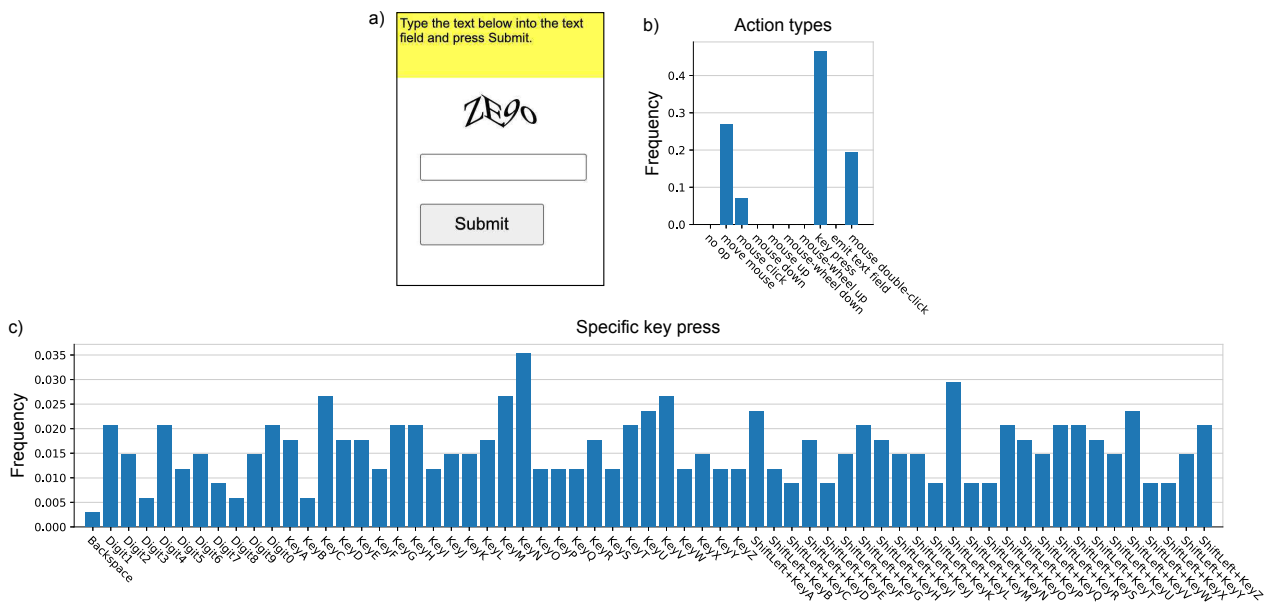 a)
Type the text below into the text
field and press Submit.
ZE90
Submit
b)
Action types
Frequency
0.4
0.3
0.2
0.1
0.0
no op
move mouse
mouse click
mouse down
mouse up
mouse-wheel down
mouse-wheel up
key press
emit text field
mouse double-click
c)
Specific key press
Frequency
0.035
0.030
0.025
0.020
0.015
0.010
0.005
0.000
Backspace
Digit1
Digit2
Digit3
Digit4
Digit5
Digit6
Digit7
Digit8
Digit9
Digit0
KeyA
KeyB
KeyC
KeyD
KeyE
KeyF
KeyG
KeyH
KeyI
KeyJ
KeyK
KeyL
KeyM
KeyN
KeyO
KeyP
KeyQ
KeyR
KeyS
KeyT
KeyU
KeyV
KeyW
KeyX
KeyY
KeyZ
ShiftLeft+KeyA
ShiftLeft+KeyB
ShiftLeft+KeyC
ShiftLeft+KeyD
ShiftLeft+KeyE
ShiftLeft+KeyF
ShiftLeft+KeyG
ShiftLeft+KeyH
ShiftLeft+KeyI
ShiftLeft+KeyJ
ShiftLeft+KeyK
ShiftLeft+KeyL
ShiftLeft+KeyM
ShiftLeft+KeyN
ShiftLeft+KeyO
ShiftLeft+KeyP
ShiftLeft+KeyQ
ShiftLeft+KeyR
ShiftLeft+KeyS
ShiftLeft+KeyT
ShiftLeft+KeyU
ShiftLeft+KeyV
ShiftLeft+KeyW
ShiftLeft+KeyX
ShiftLeft+KeyY
ShiftLeft+KeyZ